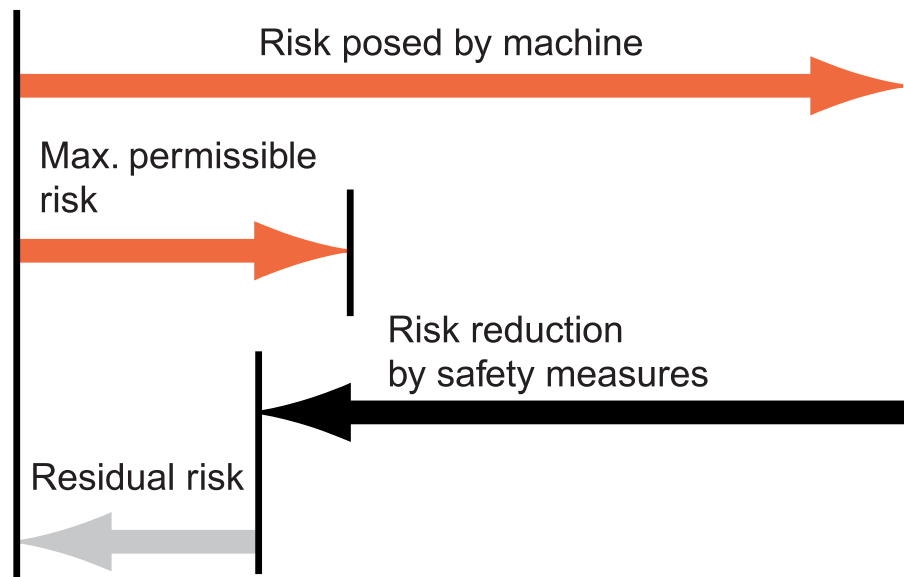 Risk posed by machine
Max. permissible
risk
Risk reduction
by safety measures
Residual risk